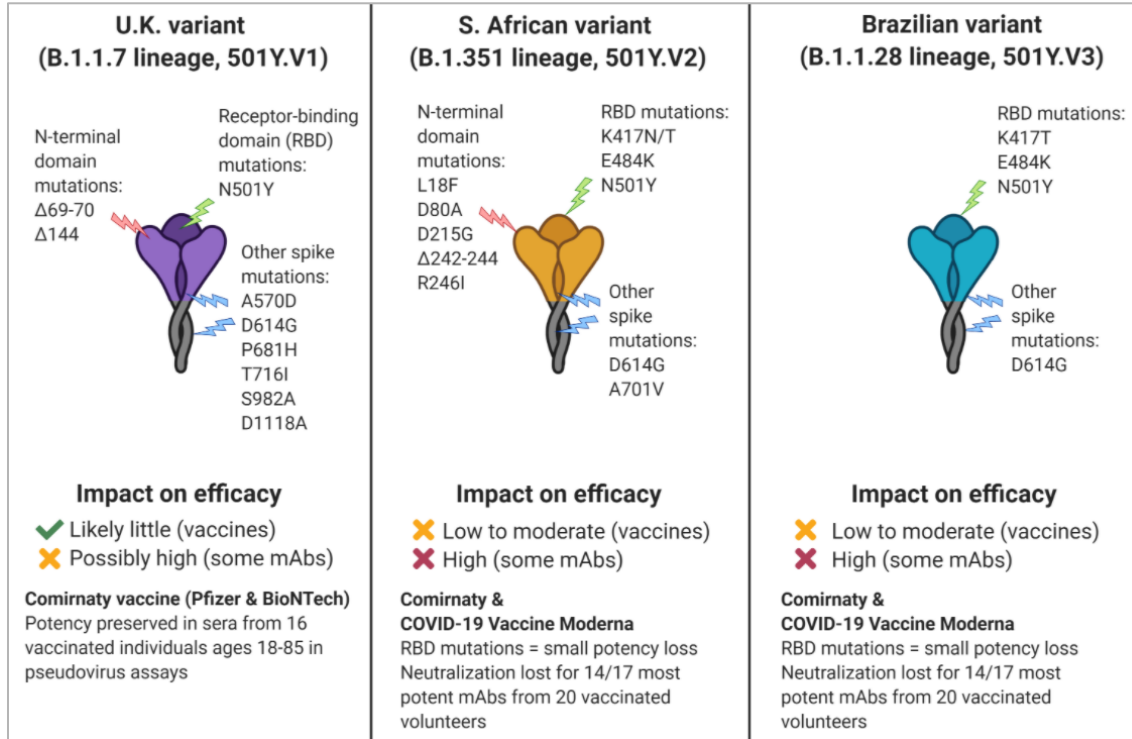 U.K. variant
(B.1.1.7 lineage, 501Y.V1)
N-terminal
domain
mutations:
Δ69-70
Δ144
Receptor-binding
domain (RBD)
mutations:
N501Y
Other spike
mutations:
A570D
D614G
P681H
T716I
S982A
D1118A
Impact on efficacy
Likely little (vaccines)
Possibly high (some mAbs)
Comirnaty vaccine (Pfizer & BioNTech)
Potency preserved in sera from 16
vaccinated individuals ages 18-85 in
pseudovirus assays
S. African variant
(B.1.351 lineage, 501Y.V2)
N-terminal
domain
mutations:
L18F
D80A
D215G
Δ242-244
R246I
RBD mutations:
K417N/T
E484K
N501Y
Other
spike
mutations:
D614G
A701V
Impact on efficacy
Low to moderate (vaccines)
High (some mAbs)
Comirnaty &
COVID-19 Vaccine Moderna
RBD mutations = small potency loss
Neutralization lost for 14/17 most
potent mAbs from 20 vaccinated
volunteers
Brazilian variant
(B.1.1.28 lineage, 501Y.V3)
RBD mutations:
K417T
E484K
N501Y
Other
spike
mutations:
D614G
Impact on efficacy
Low to moderate (vaccines)
High (some mAbs)
Comirnaty &
COVID-19 Vaccine Moderna
RBD mutations = small potency loss
Neutralization lost for 14/17 most
potent mAbs from 20 vaccinated
volunteers